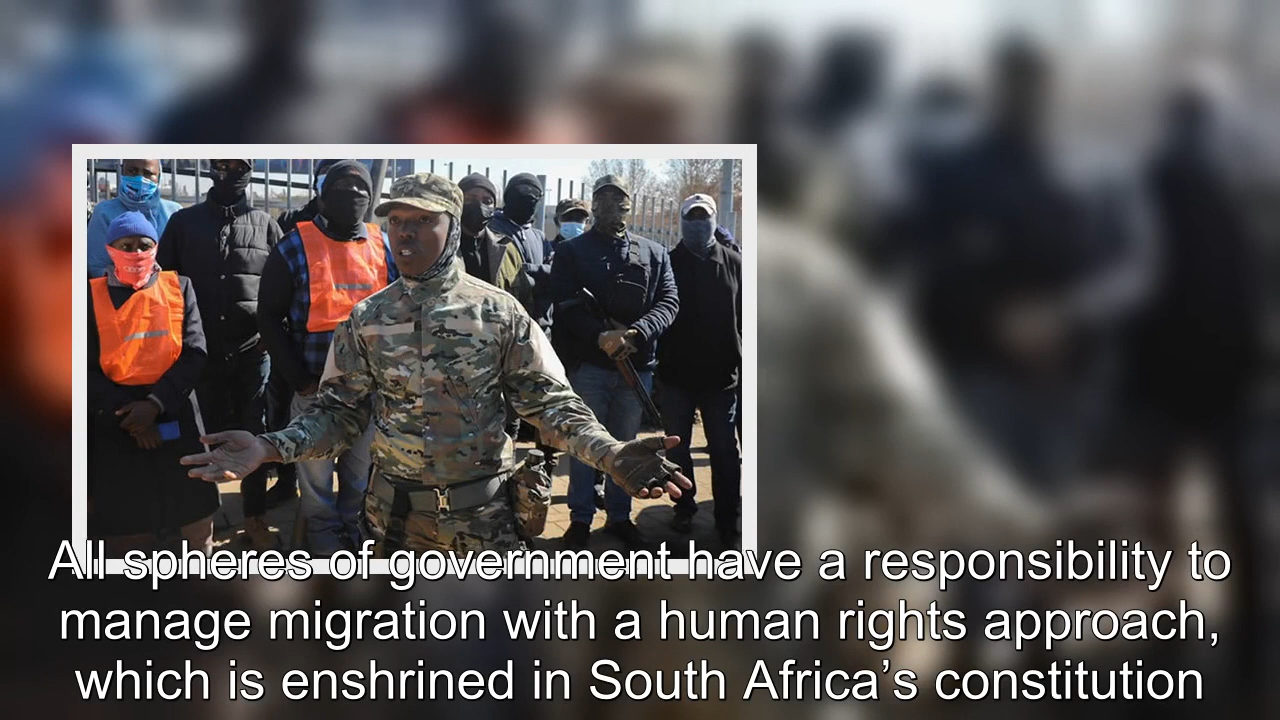 All spheres of government have a responsibility to
manage migration with a human rights approach,
which is enshrined in South Africa’s constitution